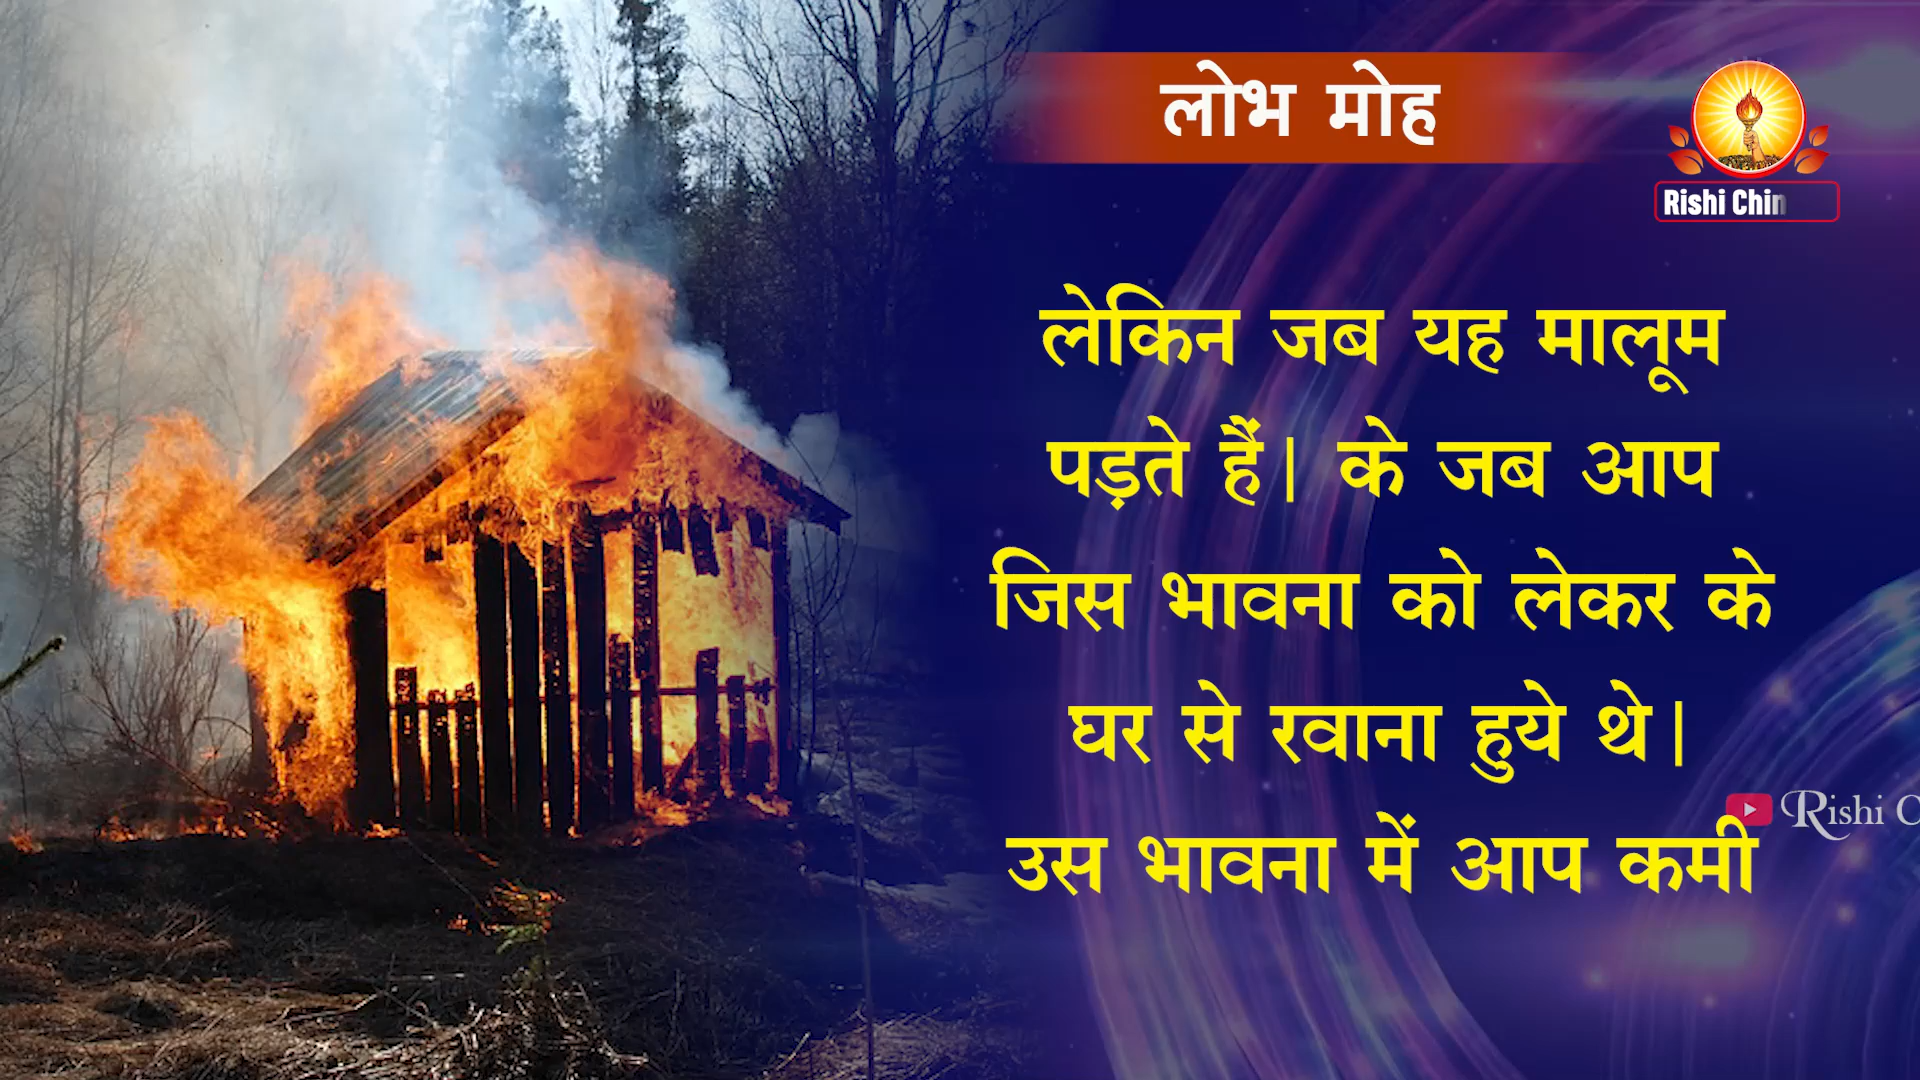 लोभ मोह
Rishi Chin
लेकिन जब यह मालूम
पड़ते हैं| के जब आप
जिस भावना को लेकर के
घर से रवाना हुये थे|
Rishi
उस भावना में आप कमी